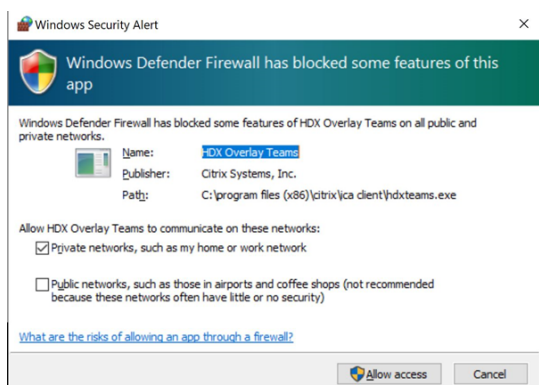 Windows Security Alert
Windows Defender Firewall has blocked some features of this
app
Windows Defender Firewall has blocked some features of HDX Overlay Teams on all public and
private networks.
Name: HDX Overlay Teams
Publisher: Citrix Systems, Inc.
Path: C:\program files (x86)\citrix\ica client\hdxteams.exe
Allow HDX Overlay Teams to communicate on these networks:
Private networks, such as my home or work network
Public networks, such as those in airports and coffee shops (not recommended
because these networks often have little or no security)
What are the risks of allowing an app through a firewall?
Allow access Cancel